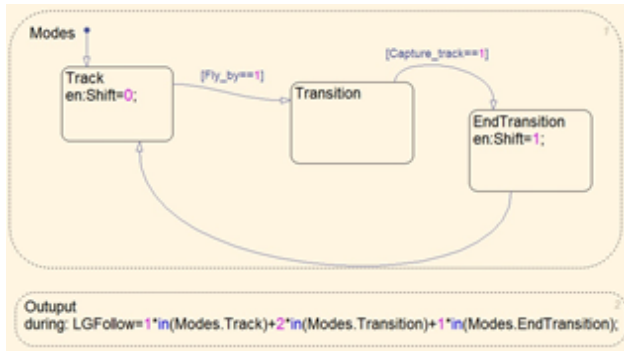 Modes
1
[Capture_track==1]
Track
en:Shift=0;
[Fly_by==1]
Transition
EndTransition
en:Shift=1;
Outuput
2
during: LGFollow=1*in(Modes.Track)+2*in(Modes.Transition)+1*in(Modes.EndTransition);